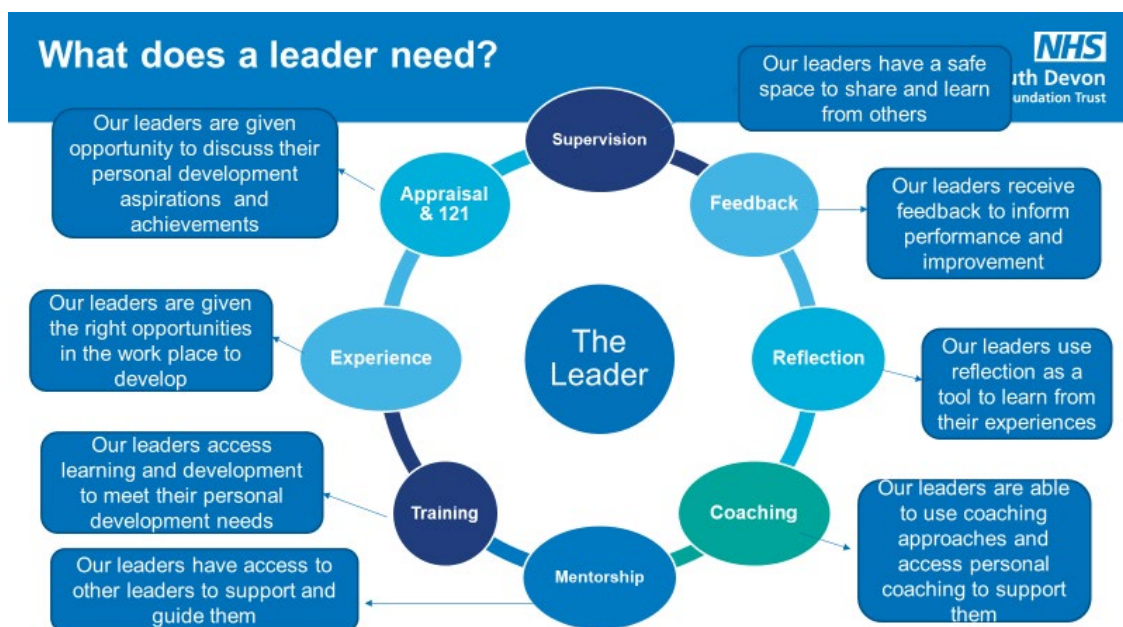 What does a leader need?
NHS
uth Devon
oundation Trust
Our leaders have a safe
space to share and learn
from others
Supervision
Our leaders are given
opportunity to discuss their
personal development
aspirations and
achievements
Appraisal
& 121
Feedback
Our leaders receive
feedback to inform
performance and
improvement
Our leaders are given
the right opportunities
in the work place to
develop
Experience
The
Leader
Reflection
Our leaders use
reflection as a
tool to learn from
their experiences
Our leaders access
learning and development
to meet their personal
development needs
Training
Coaching
Our leaders are able
to use coaching
approaches and
access personal
coaching to support
them
Our leaders have access to
other leaders to support and
guide them
Mentorship